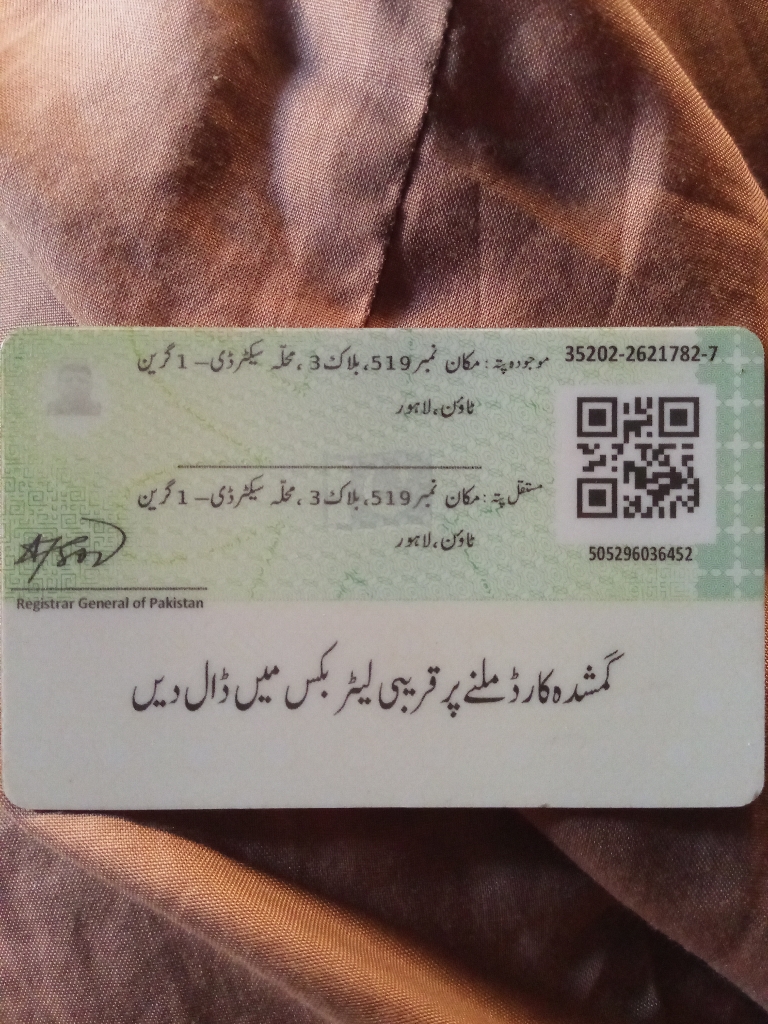 35202-2621782-7
موجودہ پتہ: مکان نمبر 519، بلاک 3، محلّہ سیکٹر ڈی- 1 گرین
ٹاؤن، لاہور
مستقل پتہ: مکان نمبر 519، بلاک 3، محلّہ سیکٹر ڈی- 1 گرین
ٹاؤن، لاہور
505296036452
Registrar General of Pakistan
گمشدہ کارڈ ملنے پر قریبی لیٹر بکس میں ڈال دیں